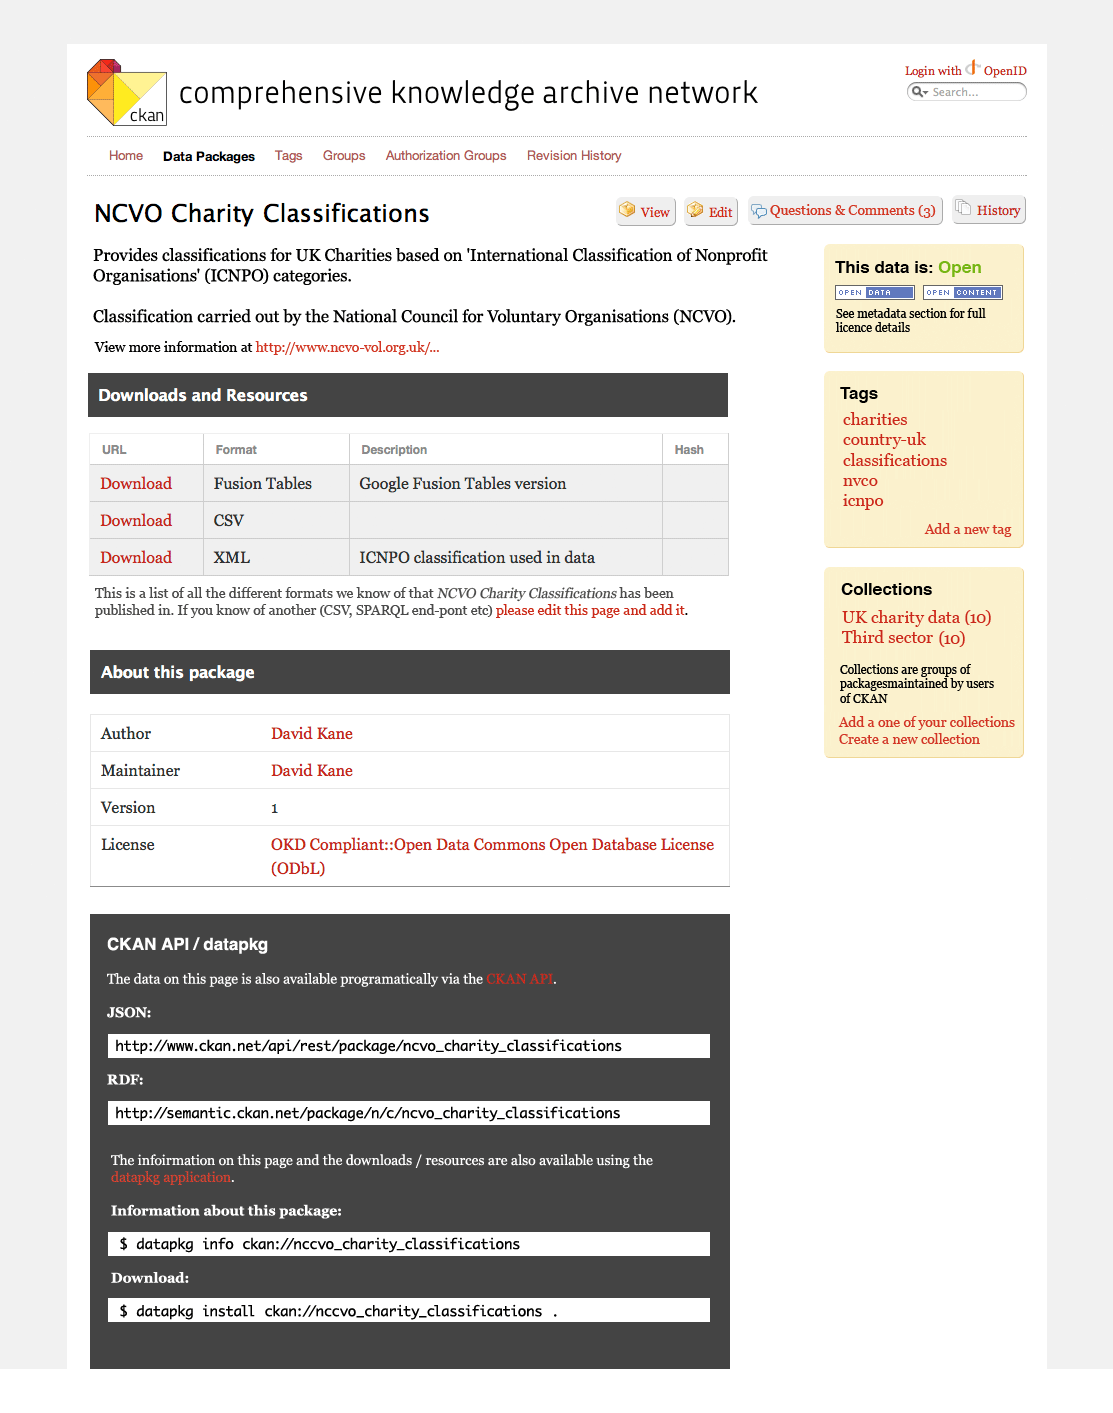 ckan
comprehensive knowledge archive network
Login with OpenID
Search...
Home Data Packages Tags Groups Authorization Groups Revision History
NCVO Charity Classifications
View Edit Questions & Comments (3) History
Provides classifications for UK Charities based on 'International Classification of Nonprofit
Organisations' (ICNPO) categories.
Classification carried out by the National Council for Voluntary Organisations (NCVO).
View more information at http://www.ncvo-vol.org.uk/...
Downloads and Resources
URL Format Description Hash
Download Fusion Tables Google Fusion Tables version
Download CSV
Download XML ICNPO classification used in data
This is a list of all the different formats we know of that NCVO Charity Classifications has been
published in. If you know of another (CSV, SPARQL end-pont etc) please edit this page and add it.
About this package
Author David Kane
Maintainer David Kane
Version 1
License OKD Compliant::Open Data Commons Open Database License
(ODbL)
CKAN API / datapkg
The data on this page is also available programatically via the CKAN API.
JSON:
http://www.ckan.net/api/rest/package/ncvo_charity_classifications
RDF:
http://semantic.ckan.net/package/n/c/ncvo_charity_classifications
The infoirmation on this page and the downloads / resources are also available using the
datapkg application.
Information about this package:
$ datapkg info ckan://nccvo_charity_classifications
Download:
$ datapkg install ckan://nccvo_charity_classifications .
This data is: Open
OPEN DATA OPEN CONTENT
See metadata section for full
licence details
Tags
charities
country-uk
classifications
nvco
icnpo
Add a new tag
Collections
UK charity data (10)
Third sector (10)
Collections are groups of
packagesmaintained by users
of CKAN
Add a one of your collections
Create a new collection